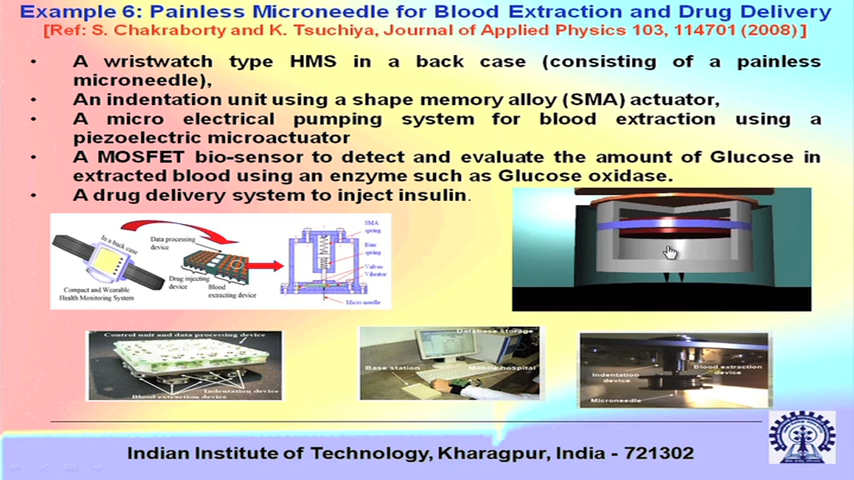 Example 6: Painless Microneedle for Blood Extraction and Drug Delivery
[Ref: S. Chakraborty and K. Tsuchiya, Journal of Applied Physics 103, 114701 (2008) ]
• A wristwatch type HMS in a back case (consisting of a painless
microneedle),
• An indentation unit using a shape memory alloy (SMA) actuator,
• A micro electrical pumping system for blood extraction using a
piezoelectric microactuator
• A MOSFET bio-sensor to detect and evaluate the amount of Glucose in
extracted blood using an enzyme such as Glucose oxidase.
• A drug delivery system to inject insulin.
In a back case
Compact and Wearable
Health Monitoring System
Data processing
device
Drug injecting
device
Blood
extracting device
SMA
spring
Bias
spring
Valves
Vibrator
Micro-needle
Control unit and data processing device
Indentation device
Blood extraction device
Database storage
Base station
Mobile hospital
Indentation
device
Blood extraction
device
Microneedle
Indian Institute of Technology, Kharagpur, India - 721302